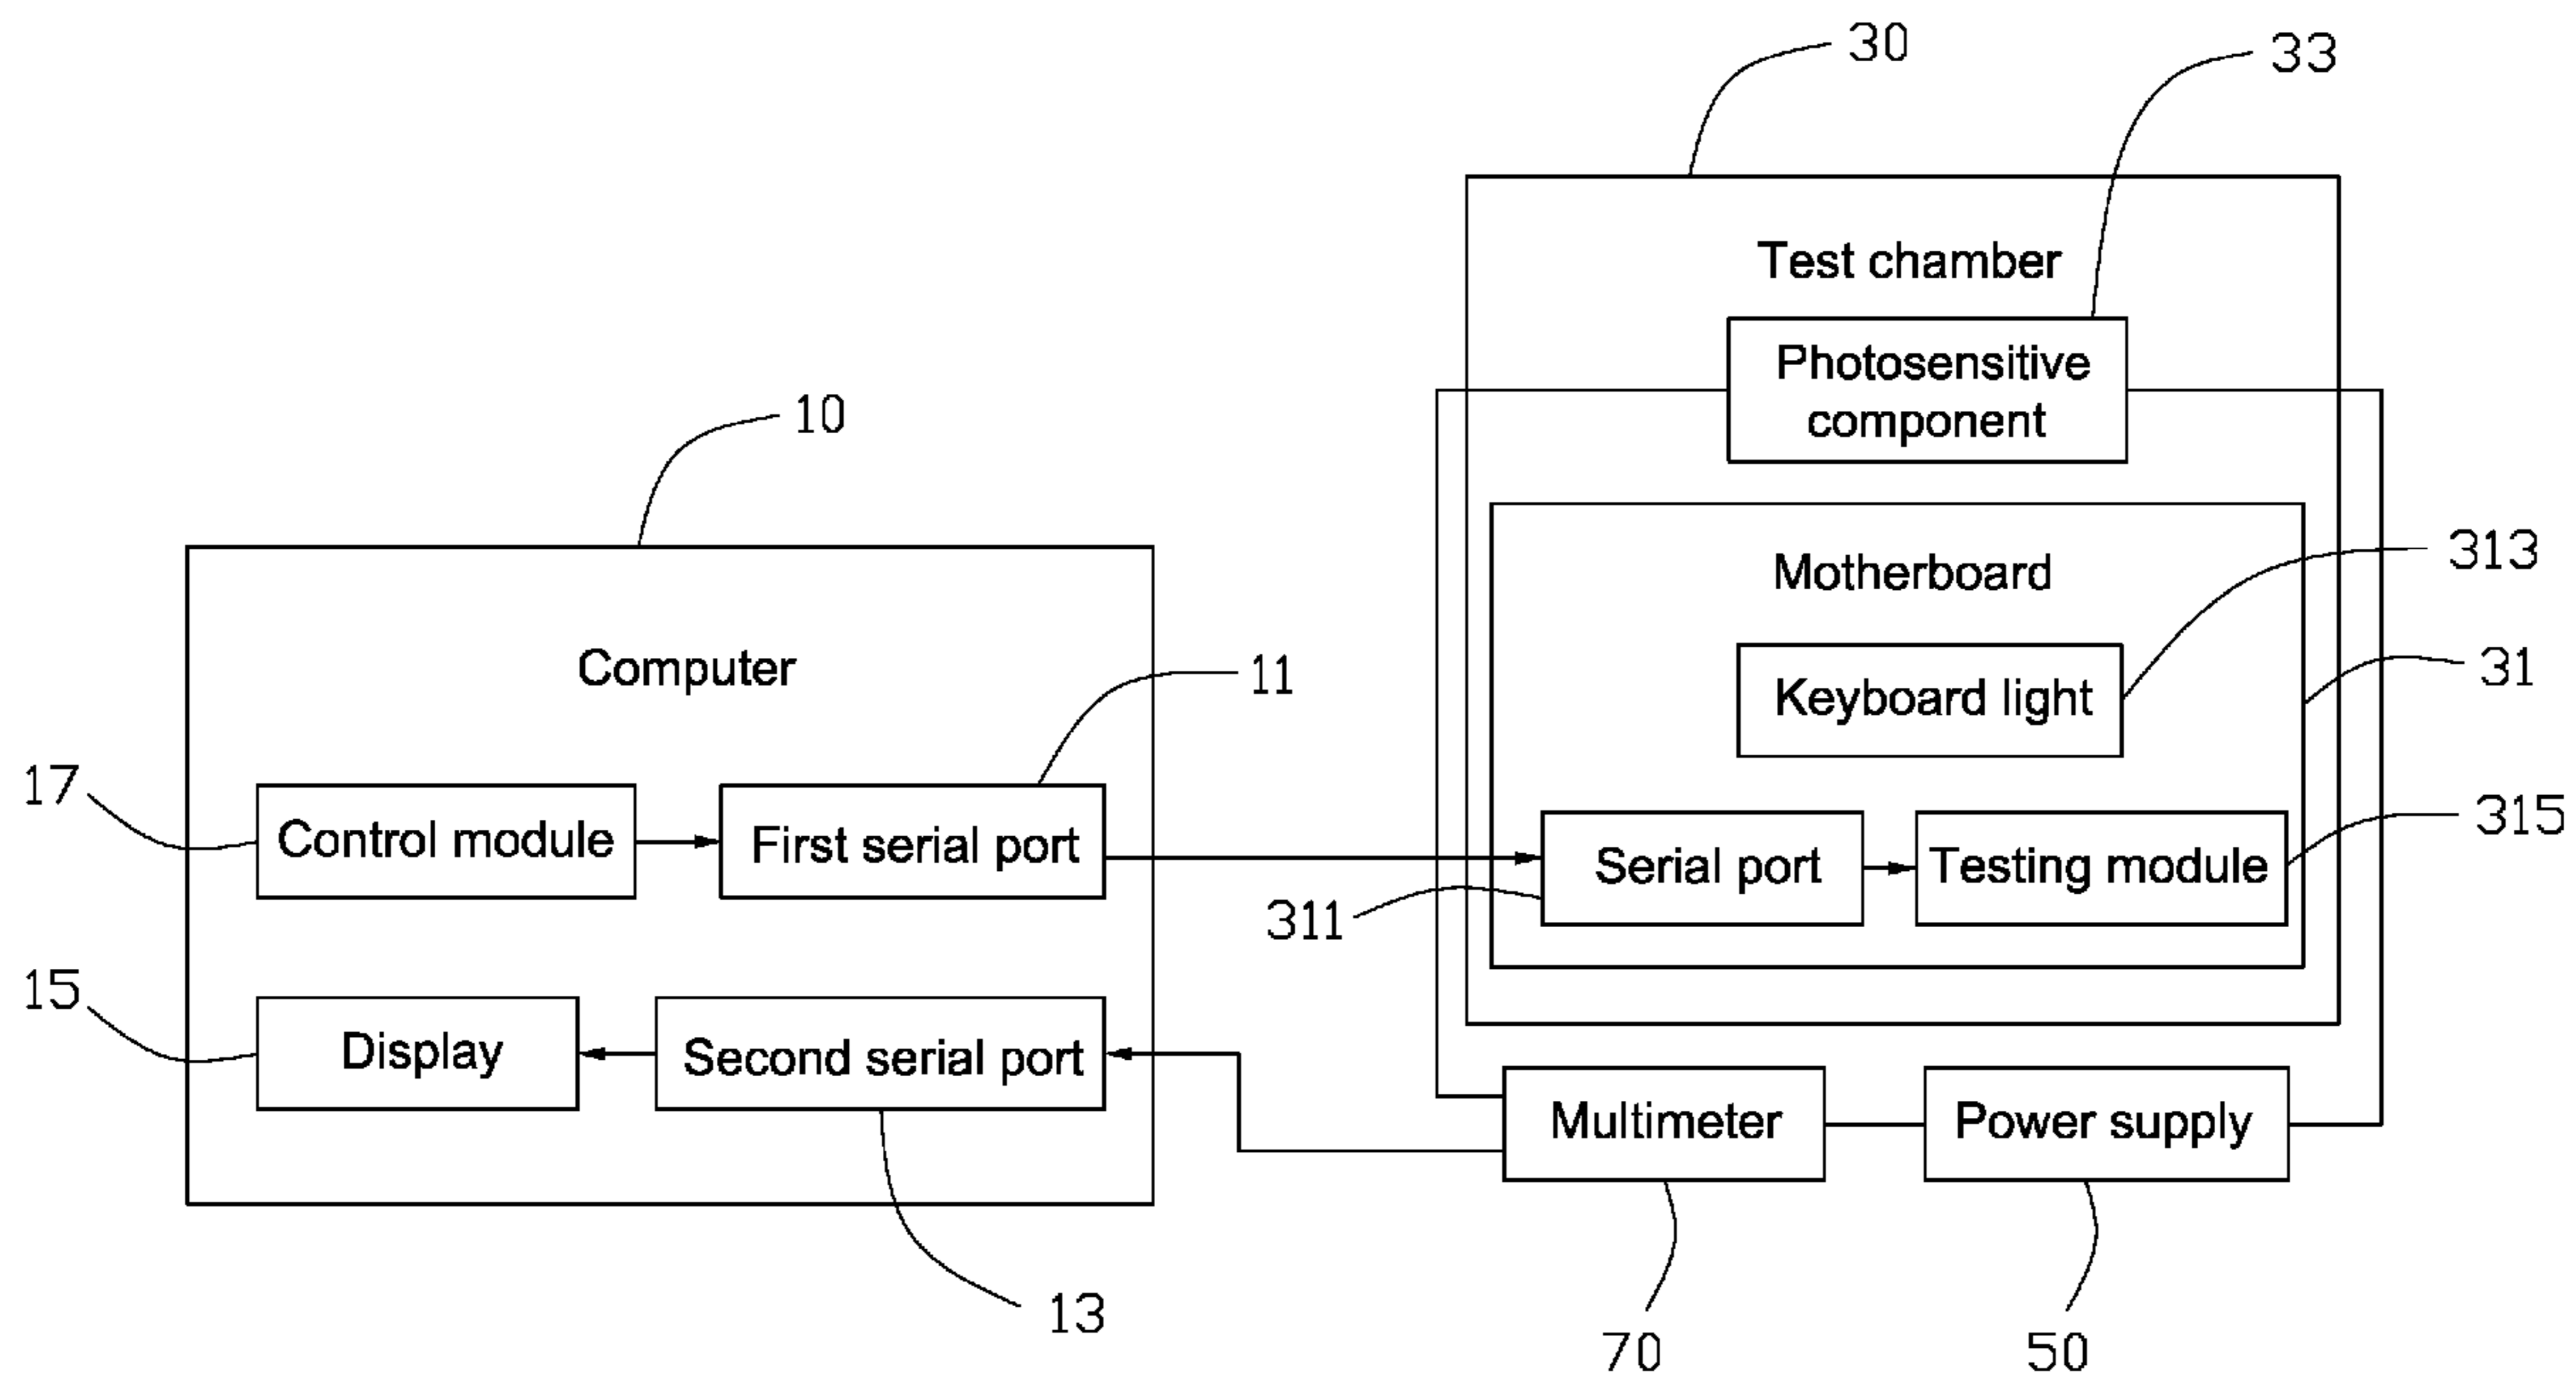 30
33
Test chamber
Photosensitive
component
10
Motherboard
313
Keyboard light
31
Computer
11
17
Control module
First serial port
Serial port
Testing module
315
311
15
Display
Second serial port
Multimeter
Power supply
13
70
50